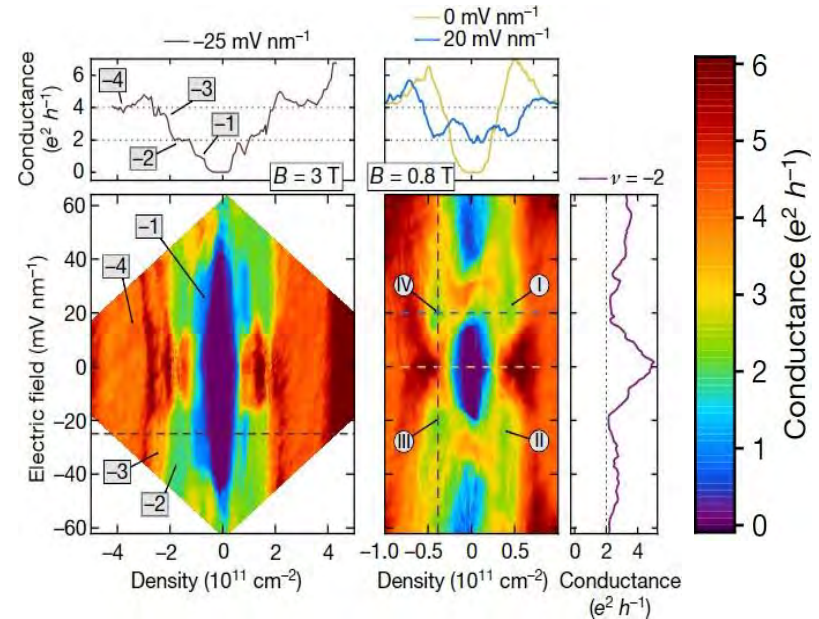 −25 mV nm⁻¹
0 mV nm⁻¹
20 mV nm⁻¹
Conductance
(e² h⁻¹)
6
4
2
0
−4
−3
−2
−1
B = 3 T
B = 0.8 T
ν = −2
Electric field (mV nm⁻¹)
60
40
20
0
−20
−40
−60
−1
−4
−3
−2
IV
I
III
II
−4 −2 0 2 4
Density (10¹¹ cm⁻²)
−1.0 −0.5 0 0.5
Density (10¹¹ cm⁻²)
0 2 4
Conductance
(e² h⁻¹)
6
5
4
3
2
1
0
Conductance (e² h⁻¹)